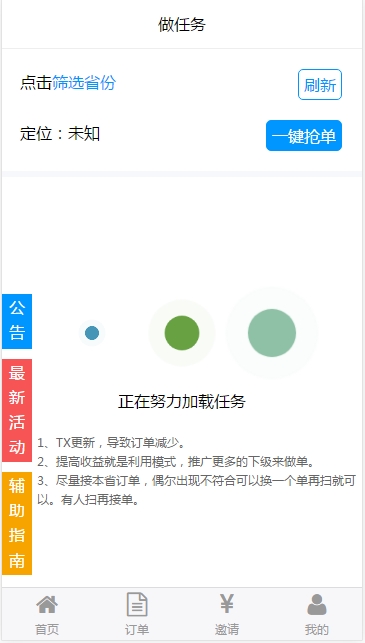 做任务
点击筛选省份
刷新
定位：未知
一键抢单
公告
最新活动
辅助指南
正在努力加载任务
1、TX更新，导致订单减少。
2、提高收益就是利用模式，推广更多的下级来做单。
3、尽量接本省订单，偶尔出现不符合可以换一个单再扫就可
以。有人扫再接单。
首页
订单
¥
邀请
我的